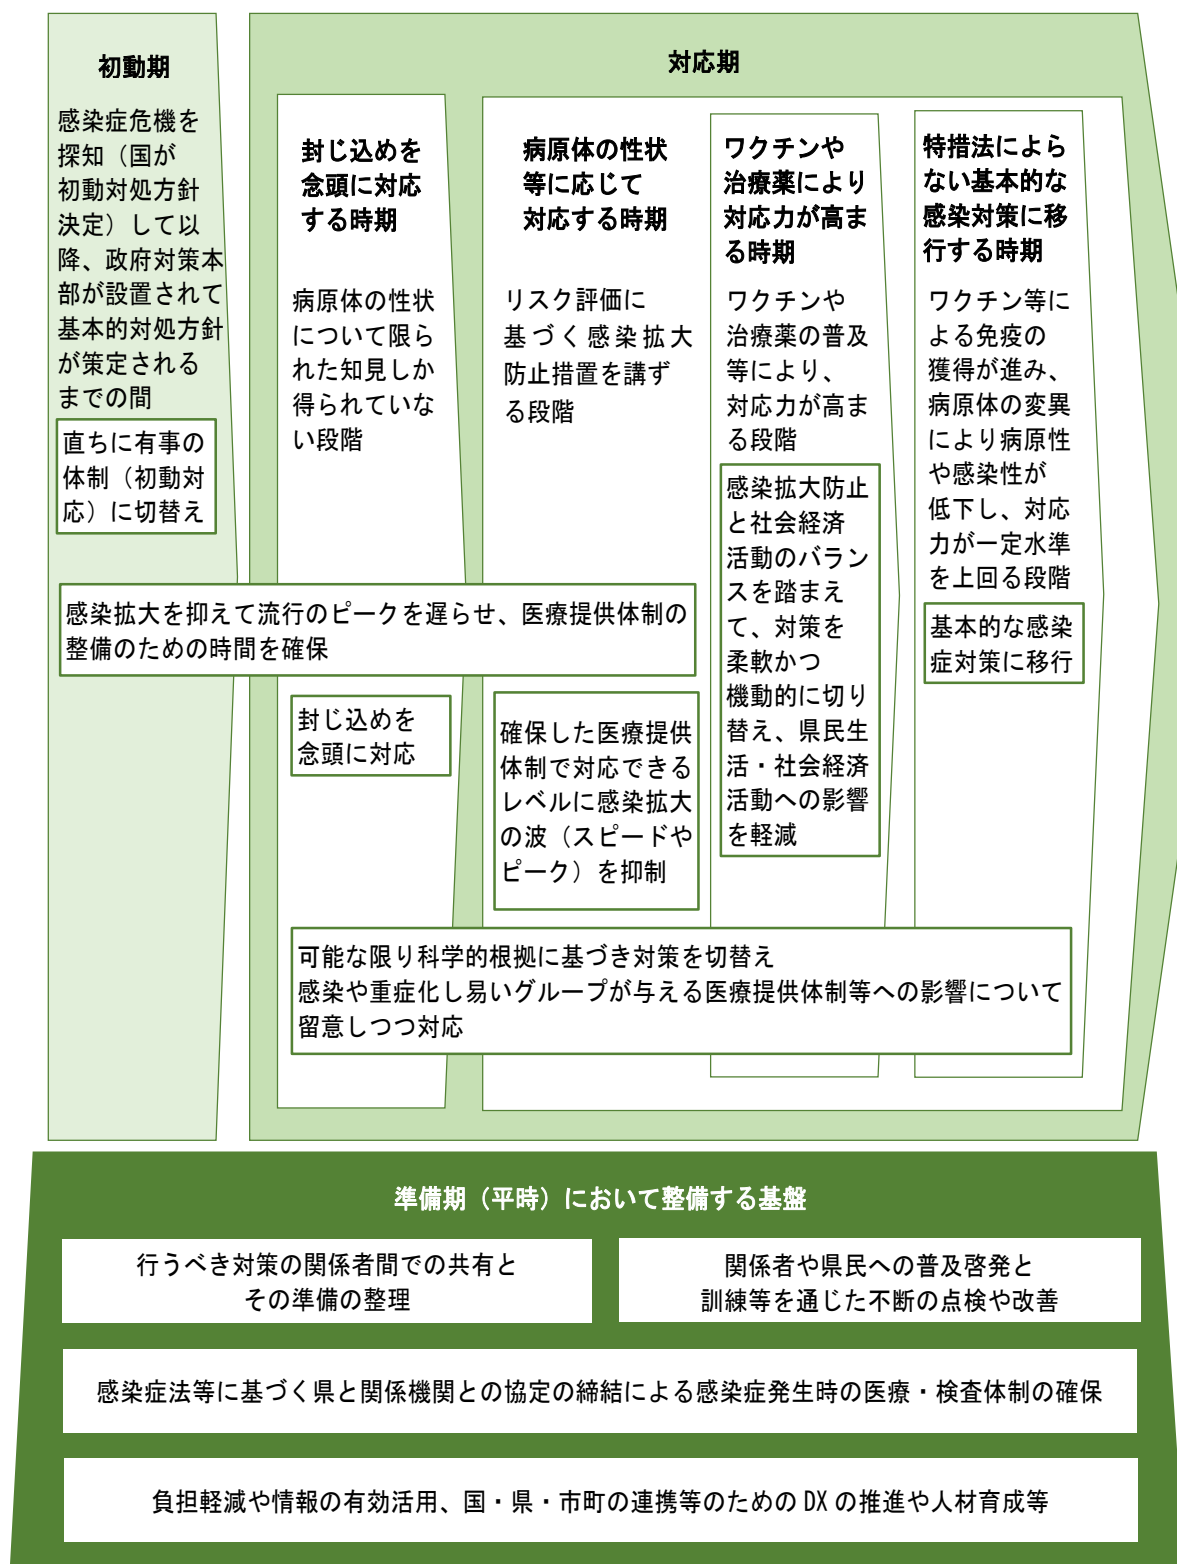 初動期
感染症危機を
探知（国が
初動対処方針
決定）して以
降、政府対策本
部が設置されて
基本的対処方針
が策定される
までの間
直ちに有事の
体制（初動対
応）に切替え
対応期
封じ込めを
念頭に対応
する時期
病原体の性状
について限ら
れた知見しか
得られていな
い段階
病原体の性状
等に応じて
対応する時期
リスク評価に
基づく感染拡大
防止措置を講ず
る段階
ワクチンや
治療薬により
対応力が高ま
る時期
ワクチンや
治療薬の普及
等により、
対応力が高ま
る段階
感染拡大防止
と社会経済
活動のバラン
スを踏まえ
て、対策を
柔軟かつ
機動的に切り
替え、県民生
活・社会経済
活動への影響
を軽減
特措法によら
ない基本的な
感染対策に移
行する時期
ワクチン等に
よる免疫の
獲得が進み、
病原体の変異
により病原性
や感染性が
低下し、対応
力が一定水準
を上回る段階
基本的な感染
症対策に移行
感染拡大を抑えて流行のピークを遅らせ、医療提供体制の
整備のための時間を確保
封じ込めを
念頭に対応
確保した医療提供
体制で対応できる
レベルに感染拡大
の波（スピードや
ピーク）を抑制
可能な限り科学的根拠に基づき対策を切替え
感染や重症化し易いグループが与える医療提供体制等への影響について
留意しつつ対応
準備期（平時）において整備する基盤
行うべき対策の関係者間での共有と
その準備の整理
関係者や県民への普及啓発と
訓練等を通じた不断の点検や改善
感染症法等に基づく県と関係機関との協定の締結による感染症発生時の医療・検査体制の確保
負担軽減や情報の有効活用、国・県・市町の連携等のための DX の推進や人材育成等